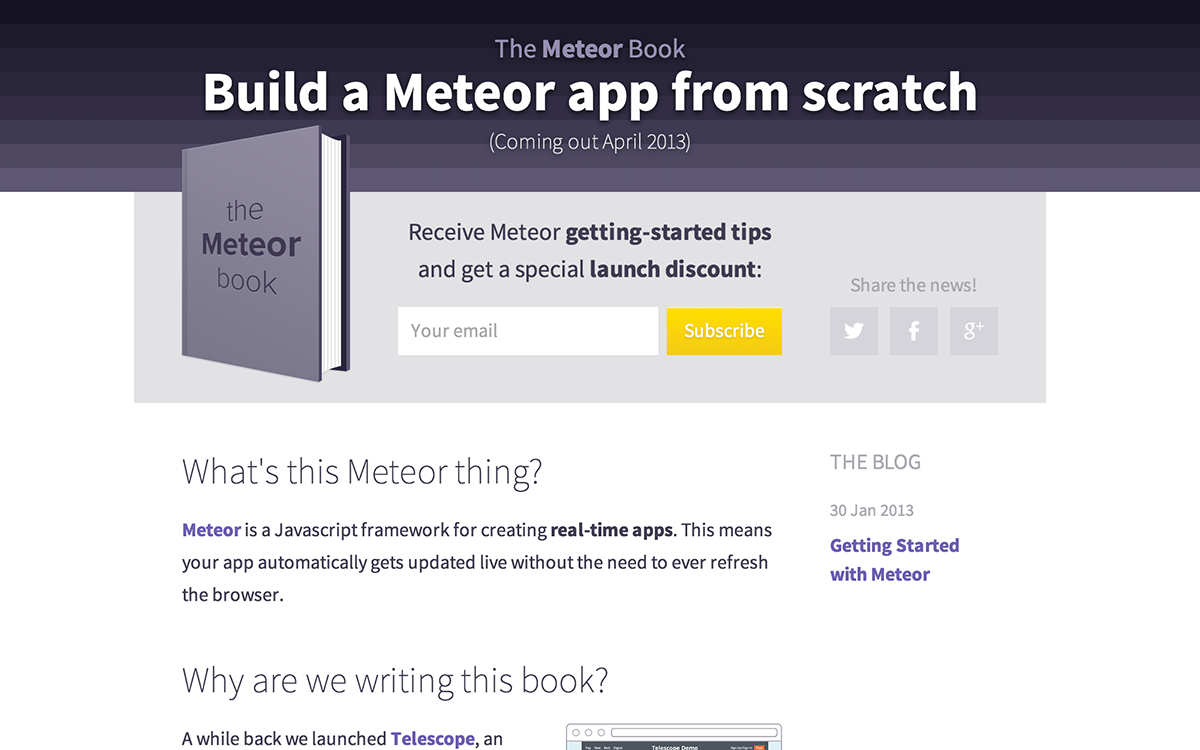 The Meteor Book
Build a Meteor app from scratch
(Coming out April 2013)
the
Meteor
book
Receive Meteor getting-started tips
and get a special launch discount:
Your email
Subscribe
Share the news!
What's this Meteor thing?
Meteor is a Javascript framework for creating real-time apps. This means
your app automatically gets updated live without the need to ever refresh
the browser.
THE BLOG
30 Jan 2013
Getting Started
with Meteor
Why are we writing this book?
A while back we launched Telescope, an
Telescope Demo